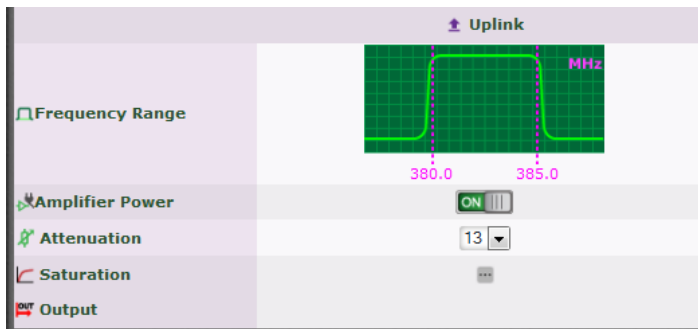 Uplink
MHz
Frequency Range
380.0 385.0
Amplifier Power ON
Attenuation 13
Saturation
OUT Output